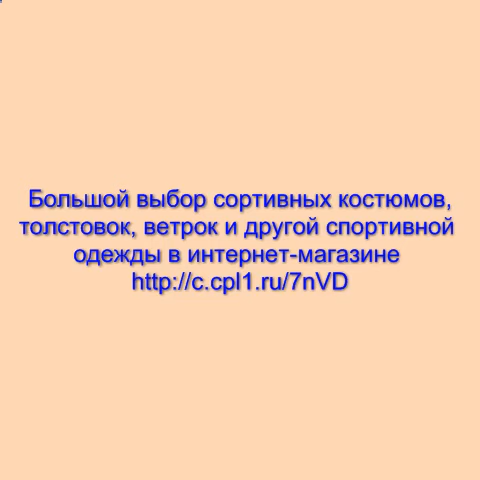 Большой выбор сортивных костюмов,
толстовок, ветрок и другой спортивной
одежды в интернет-магазине
http://c.cpl1.ru/7nVD